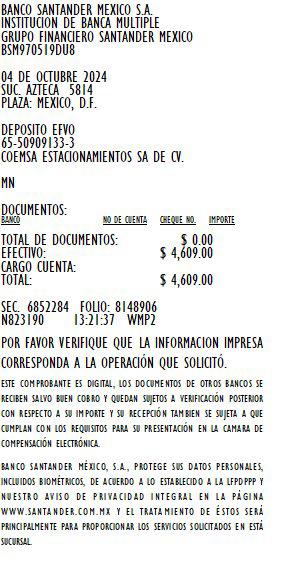 BANCO SANTANDER MEXICO S.A.
INSTITUCION DE BANCA MULTIPLE
GRUPO FINANCIERO SANTANDER MEXICO
BSM970519DU8
04 DE OCTUBRE 2024
SUC. AZTECA 5814
PLAZA: MEXICO, D.F.
DEPOSITO EFVO
65-50909133-3
COEMSA ESTACIONAMIENTOS SA DE CV.
MN
DOCUMENTOS:
BANCO NO DE CUENTA CHEQUE NO. IMPORTE
TOTAL DE DOCUMENTOS: $ 0.00
EFECTIVO: $ 4,609.00
CARGO CUENTA:
TOTAL: $ 4,609.00
SEC. 6852284 FOLIO: 8148906
N823190 13:21:37 WMP2
POR FAVOR VERIFIQUE QUE LA INFORMACION IMPRESA
CORRESPONDA A LA OPERACIÓN QUE SOLICITÓ.
ESTE COMPROBANTE ES DIGITAL, LOS DOCUMENTOS DE OTROS BANCOS SE
RECIBEN SALVO BUEN COBRO Y QUEDAN SUJETOS A VERIFICACIÓN POSTERIOR
CON RESPECTO A SU IMPORTE Y SU RECEPCIÓN TAMBIEN SE SUJETA A QUE
CUMPLAN CON LOS REQUISITOS PARA SU PRESENTACIÓN EN LA CAMARA DE
COMPENSACIÓN ELECTRÓNICA.
BANCO SANTANDER MÉXICO, S.A., PROTEGE SUS DATOS PERSONALES,
INCLUIDOS BIOMÉTRICOS, DE ACUERDO A LO ESTABLECIDO A LA LFPDPPP Y
NUESTRO AVISO DE PRIVACIDAD INTEGRAL EN LA PÁGINA
WWW.SANTANDER.COM.MX Y EL TRATAMIENTO DE ÉSTOS SERÁ
PRINCIPALMENTE PARA PROPORCIONAR LOS SERVICIOS SOLICITADOS EN ESTÁ
SUCURSAL.